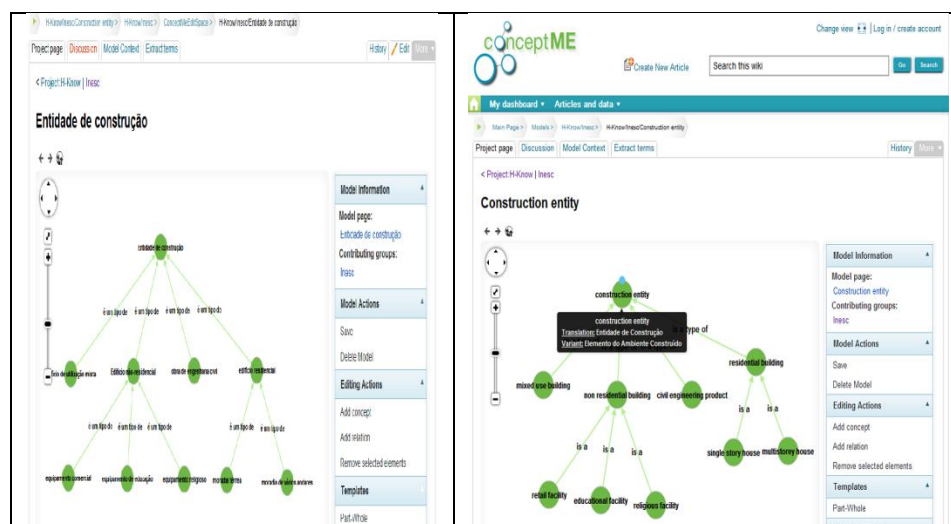 H-Know/Inesc/Construction entity > H-Know/Inesc > ConceptMeEditSpace > H-Know/Inesc/Entidade de construção
Project page Discussion Model Context Extract terms History Edit More
< Project:H-Know | Inesc
Entidade de construção
Model Information
Model page:
Entidade de construção
Contributing groups:
Inesc
Model Actions
Save
Delete Model
Editing Actions
Add concept
Add relation
Remove selected elements
Templates
Part-Whole
entidade de construção
é um tipo de é um tipo de é um tipo de é um tipo de
de utilização mista Edifício não residencial obra de engenharia civil edifício residencial
é um tipo de é um tipo de é um tipo de é um tipo de
equipamento comercial equipamento de educação equipamento religioso moradia térrea moradia de vários andares
conceptME
Change view Log in / create account
Create New Article Search this wiki Go Search
My dashboard Articles and data
Main Page > Models > H-Know/Inesc > H-Know/Inesc/Construction entity
Project page Discussion Model Context Extract terms History More
< Project:H-Know | Inesc
Construction entity
Model Information
Model page:
Construction entity
Contributing groups:
Inesc
Model Actions
Save
Delete Model
Editing Actions
Add concept
Add relation
Remove selected elements
Templates
Part-Whole
construction entity
construction entity
Translation: Entidade de Construção
Variant: Elemento do Ambiente Construído
is a type of
mixed use building non residential building civil engineering product residential building
is a is a
is a is a is a
single story house multistorey house
retail facility educational facility religious facility